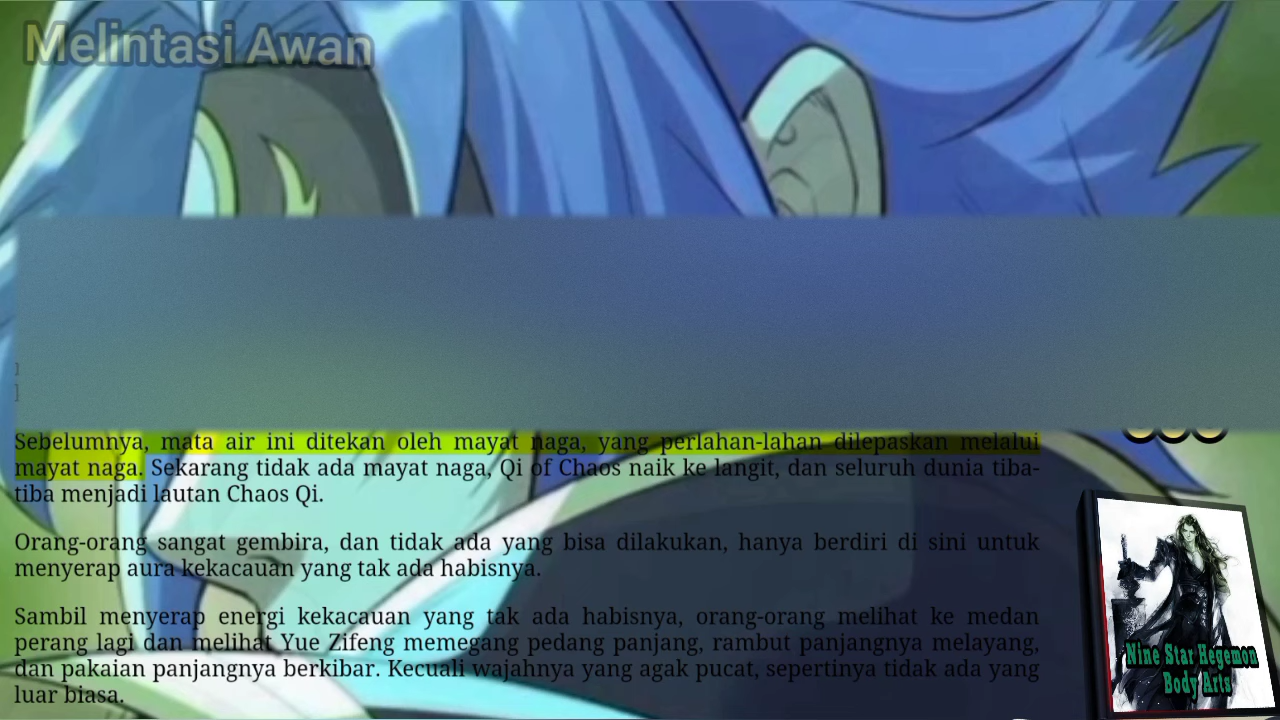 Melintasi Awan
Sebelumnya, mata air ini ditekan oleh mayat naga, yang perlahan-lahan dilepaskan melalui
mayat naga. Sekarang tidak ada mayat naga, Qi of Chaos naik ke langit, dan seluruh dunia tiba-
tiba menjadi lautan Chaos Qi.
Orang-orang sangat gembira, dan tidak ada yang bisa dilakukan, hanya berdiri di sini untuk
menyerap aura kekacauan yang tak ada habisnya.
Sambil menyerap energi kekacauan yang tak ada habisnya, orang-orang melihat ke medan
perang lagi dan melihat Yue Zifeng memegang pedang panjang, rambut panjangnya melayang,
dan pakaian panjangnya berkibar. Kecuali wajahnya yang agak pucat, sepertinya tidak ada yang
luar biasa.
Nine Star Hegemon
Body Arts